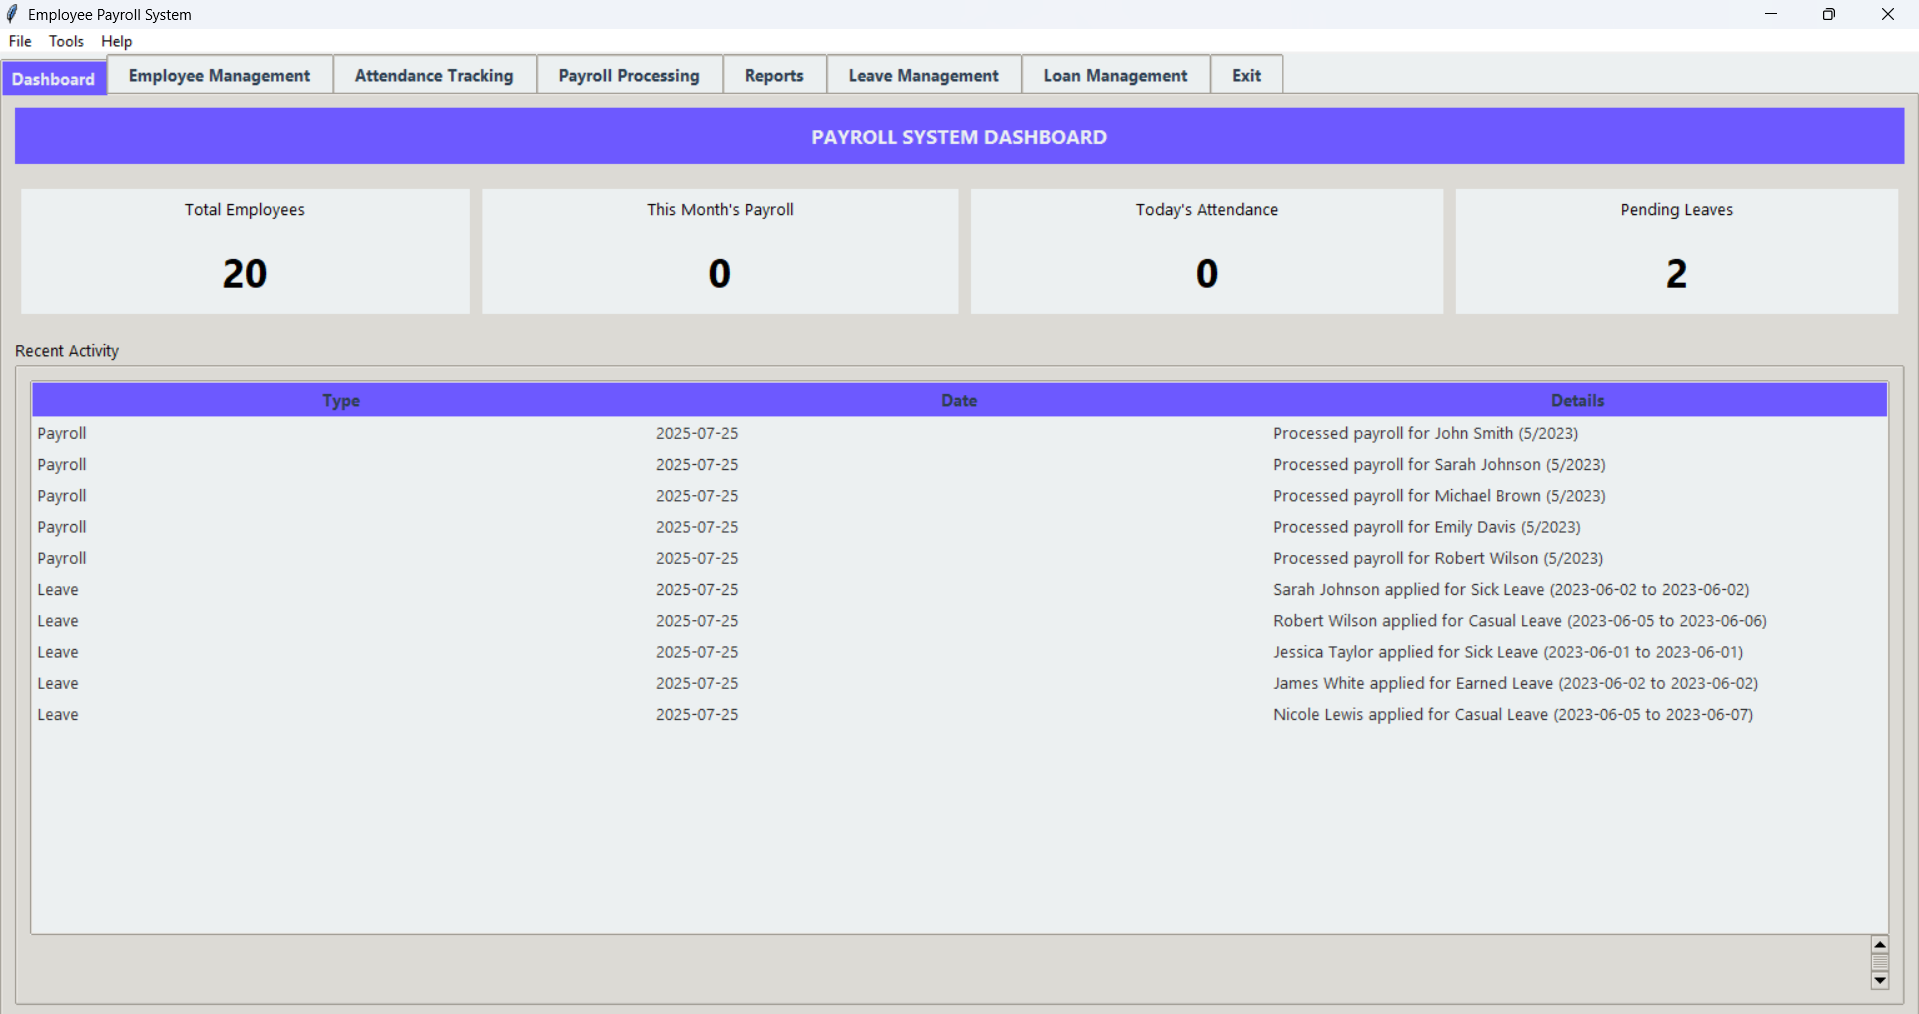 Employee Payroll System
File Tools Help
Dashboard Employee Management Attendance Tracking Payroll Processing Reports Leave Management Loan Management Exit
PAYROLL SYSTEM DASHBOARD
Total Employees This Month's Payroll Today's Attendance Pending Leaves
20 0 0 2
Recent Activity
Type Date Details
Payroll 2025-07-25 Processed payroll for John Smith (5/2023)
Payroll 2025-07-25 Processed payroll for Sarah Johnson (5/2023)
Payroll 2025-07-25 Processed payroll for Michael Brown (5/2023)
Payroll 2025-07-25 Processed payroll for Emily Davis (5/2023)
Payroll 2025-07-25 Processed payroll for Robert Wilson (5/2023)
Leave 2025-07-25 Sarah Johnson applied for Sick Leave (2023-06-02 to 2023-06-02)
Leave 2025-07-25 Robert Wilson applied for Casual Leave (2023-06-05 to 2023-06-06)
Leave 2025-07-25 Jessica Taylor applied for Sick Leave (2023-06-01 to 2023-06-01)
Leave 2025-07-25 James White applied for Earned Leave (2023-06-02 to 2023-06-02)
Leave 2025-07-25 Nicole Lewis applied for Casual Leave (2023-06-05 to 2023-06-07)